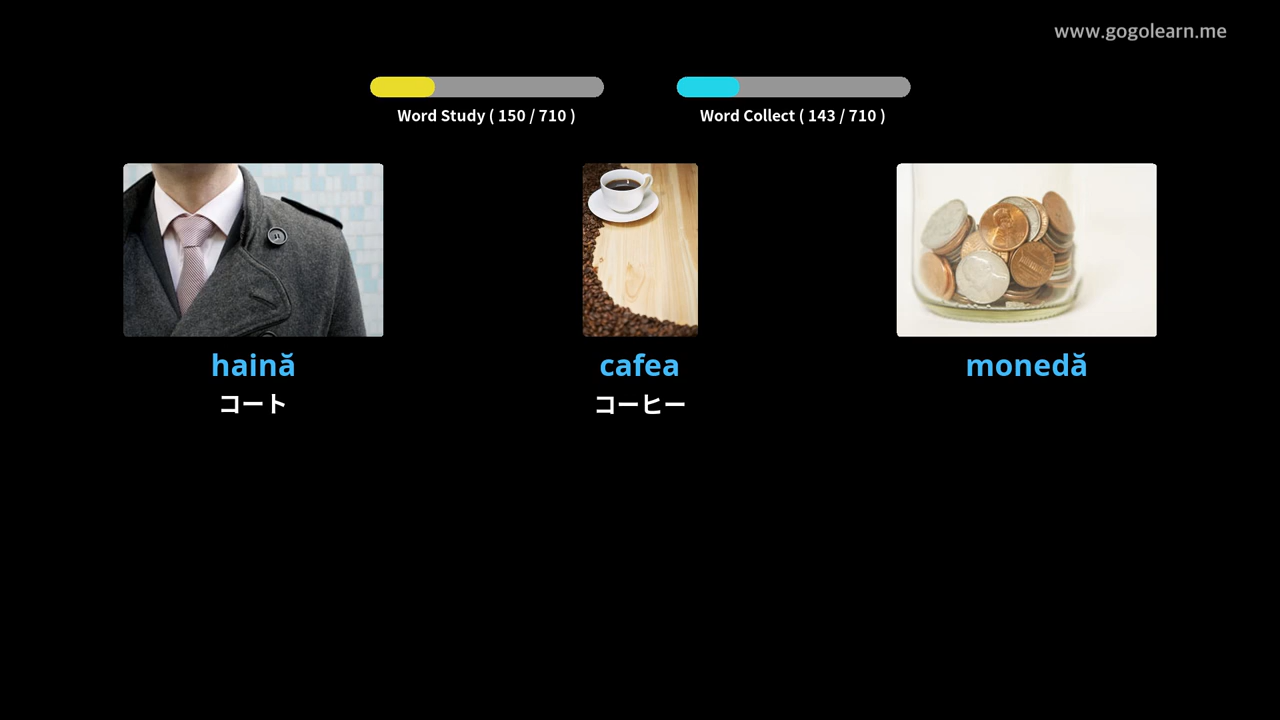 www.gogolearn.me
Word Study ( 150 / 710 )
Word Collect ( 143 / 710 )
haină
cafea
monedă
コート
コーヒー